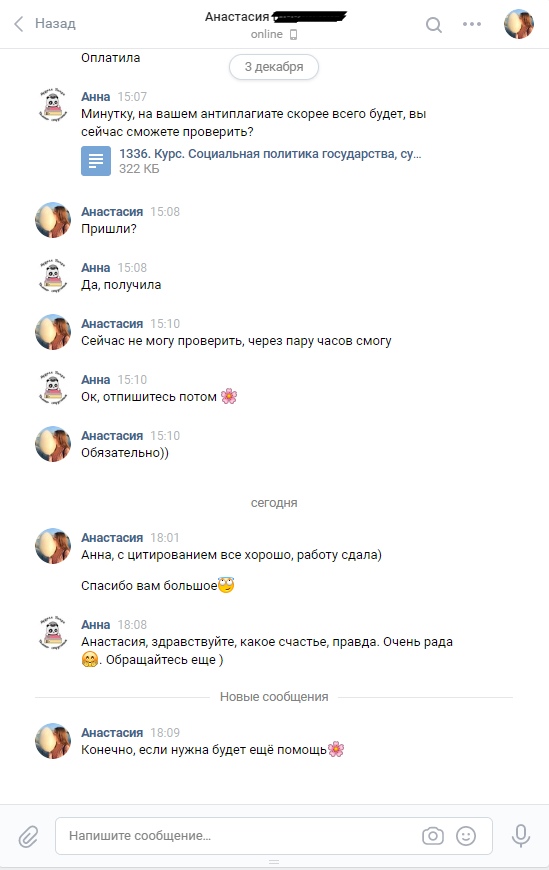 Назад
Анастасия
online
Оплатила
3 декабря
Анна 15:07
Минутку, на вашем антиплагиате скорее всего будет, вы
сейчас сможете проверить?
1336. Курс. Социальная политика государства, су...
322 КБ
Анастасия 15:08
Пришли?
Анна 15:08
Да, получила
Анастасия 15:10
Сейчас не могу проверить, через пару часов смогу
Анна 15:10
Ок, отпишитесь потом 🌸
Анастасия 15:10
Обязательно))
сегодня
Анастасия 18:01
Анна, с цитированием все хорошо, работу сдала)
Спасибо вам большое😇
Анна 18:08
Анастасия, здравствуйте, какое счастье, правда. Очень рада
🤗. Обращайтесь еще )
Новые сообщения
Анастасия 18:09
Конечно, если нужна будет ещё помощь🌸
Напишите сообщение...